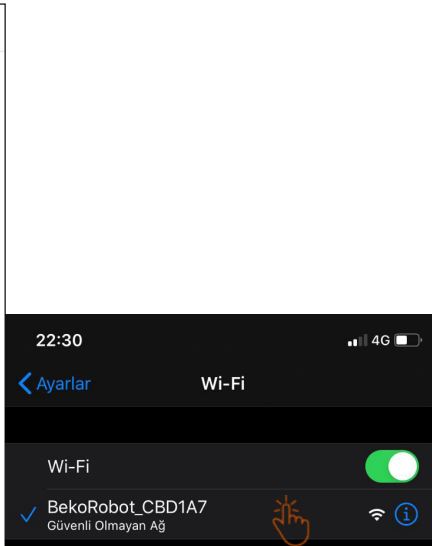 22:30
4G
Ayarlar
Wi-Fi
Wi-Fi
BekoRobot_CBD1A7
Güvenli Olmayan Ağ